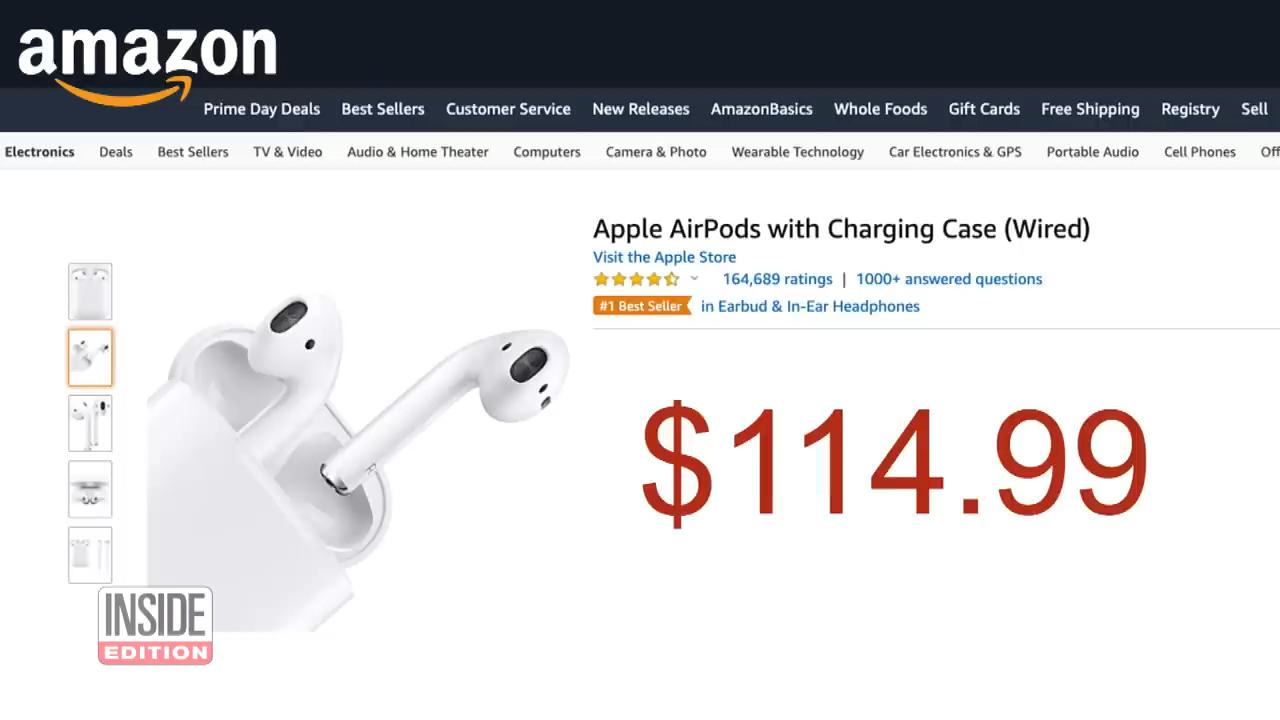 amazon
Prime Day Deals Best Sellers Customer Service New Releases AmazonBasics Whole Foods Gift Cards Free Shipping Registry Sell
Electronics Deals Best Sellers TV & Video Audio & Home Theater Computers Camera & Photo Wearable Technology Car Electronics & GPS Portable Audio Cell Phones Off
Apple AirPods with Charging Case (Wired)
Visit the Apple Store
164,689 ratings | 1000+ answered questions
#1 Best Seller in Earbud & In-Ear Headphones
$114.99
INSIDE
EDITION